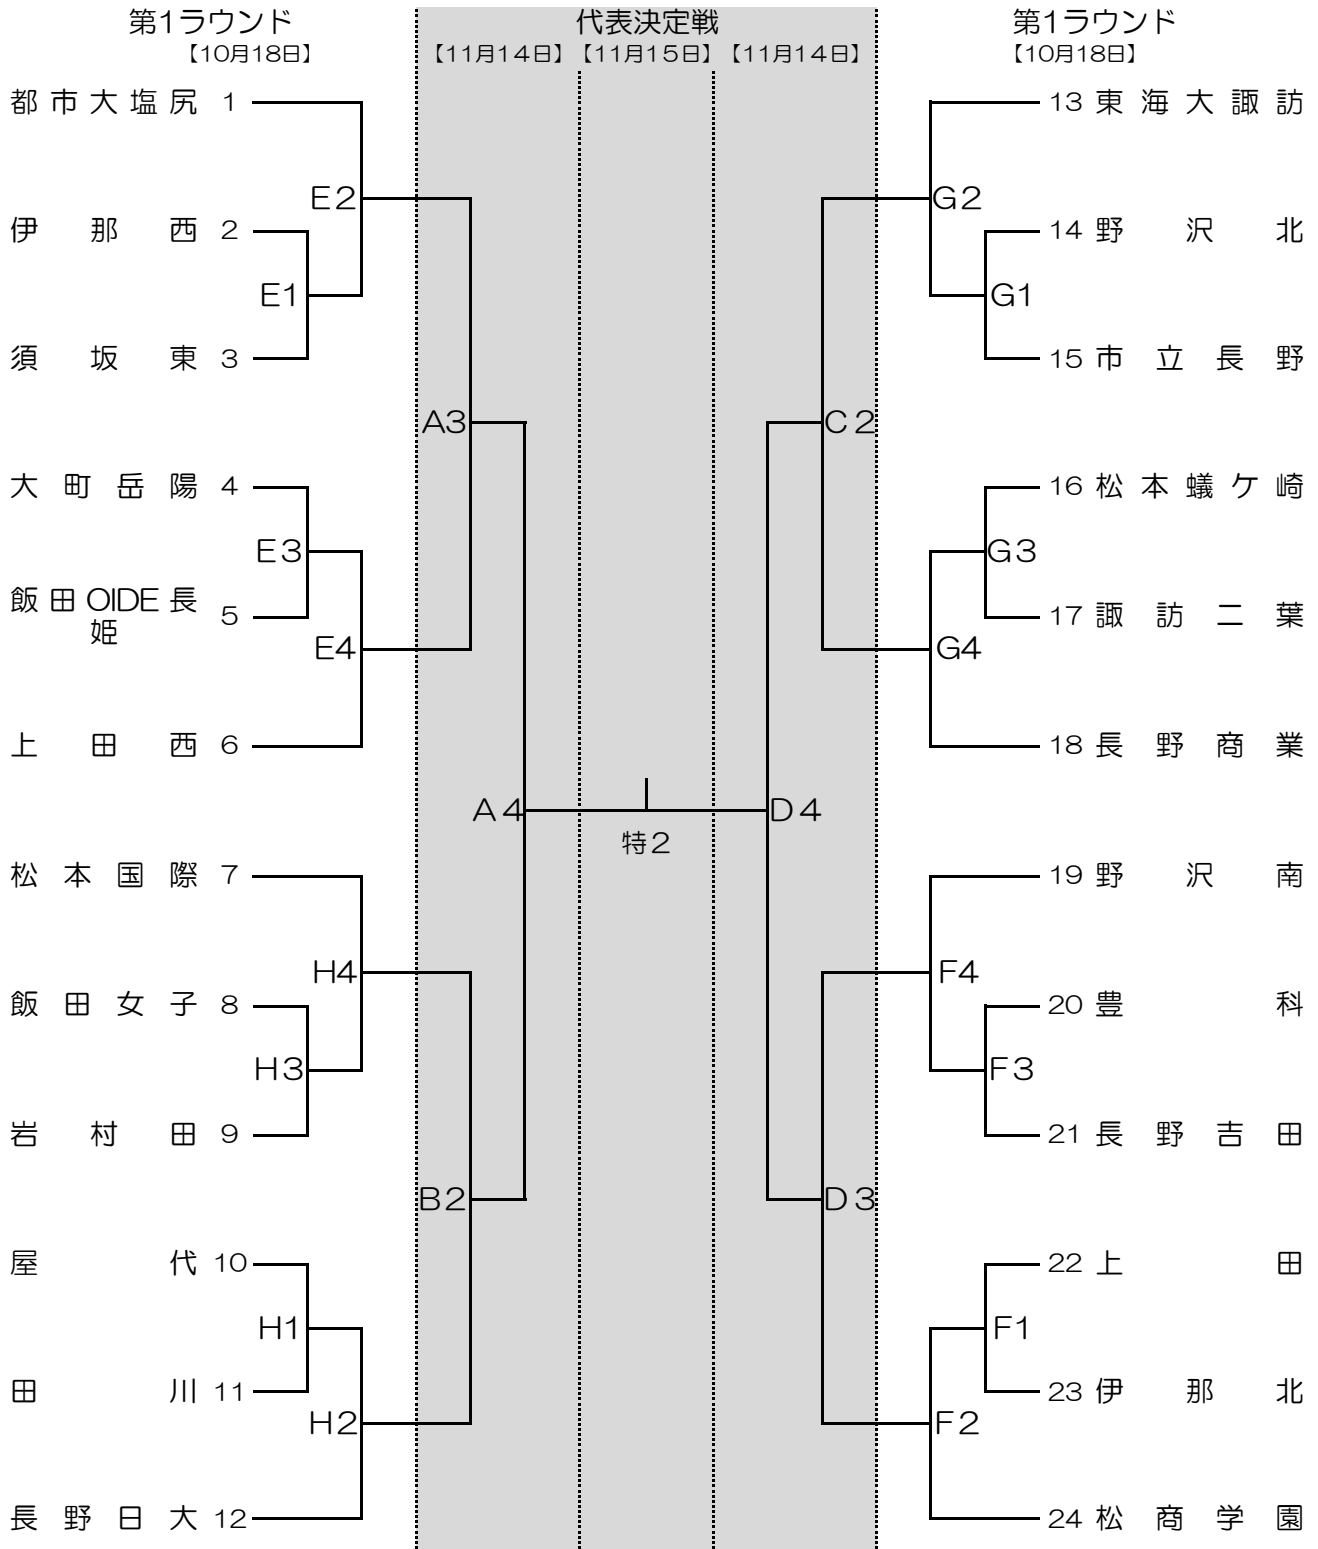 第1ラウンド 代表決定戦 第1ラウンド
【10月18日】 【11月14日】 【11月15日】 【11月14日】 【10月18日】
都市大塩尻 1 13 東海大諏訪
E2 G2
伊那西 2 14 野沢北
E1 G1
須坂東 3 15 市立長野
A3 C2
大町岳陽 4 16 松本蟻ケ崎
E3 G3
飯田OIDE長
姫 5 17 諏訪二葉
E4 G4
上田西 6 18 長野商業
A4 D4
特2
松本国際 7 19 野沢南
H4 F4
飯田女子 8 20 豊科
H3 F3
岩村田 9 21 長野吉田
B2 D3
屋代 10 22 上田
H1 F1
田川 11 23 伊那北
H2 F2
長野日大 12 24 松商学園